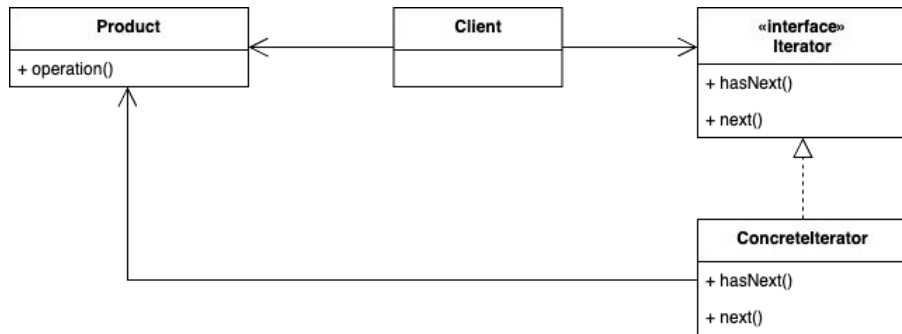 Product
+ operation()
Client
«interface»
Iterator
+ hasNext()
+ next()
ConcreteIterator
+ hasNext()
+ next()